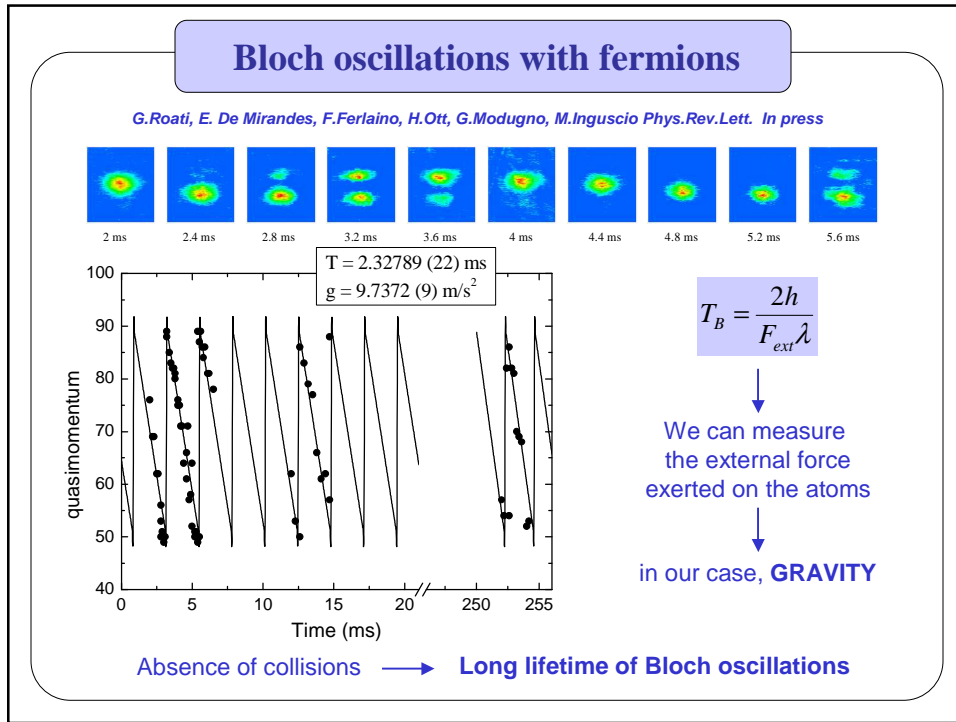 Bloch oscillations with fermions
G.Roati, E. De Mirandes, F.Ferlaino, H.Ott, G.Modugno, M.Inguscio Phys.Rev.Lett. In press
2 ms 2.4 ms 2.8 ms 3.2 ms 3.6 ms 4 ms 4.4 ms 4.8 ms 5.2 ms 5.6 ms
T = 2.32789 (22) ms
g = 9.7372 (9) m/s²
100
90
80
70
60
50
40
quasimomentum
0 5 10 15 20 250 255
Time (ms)
T_B = 2h / F_ext λ
We can measure
the external force
exerted on the atoms
in our case, GRAVITY
Absence of collisions Long lifetime of Bloch oscillations